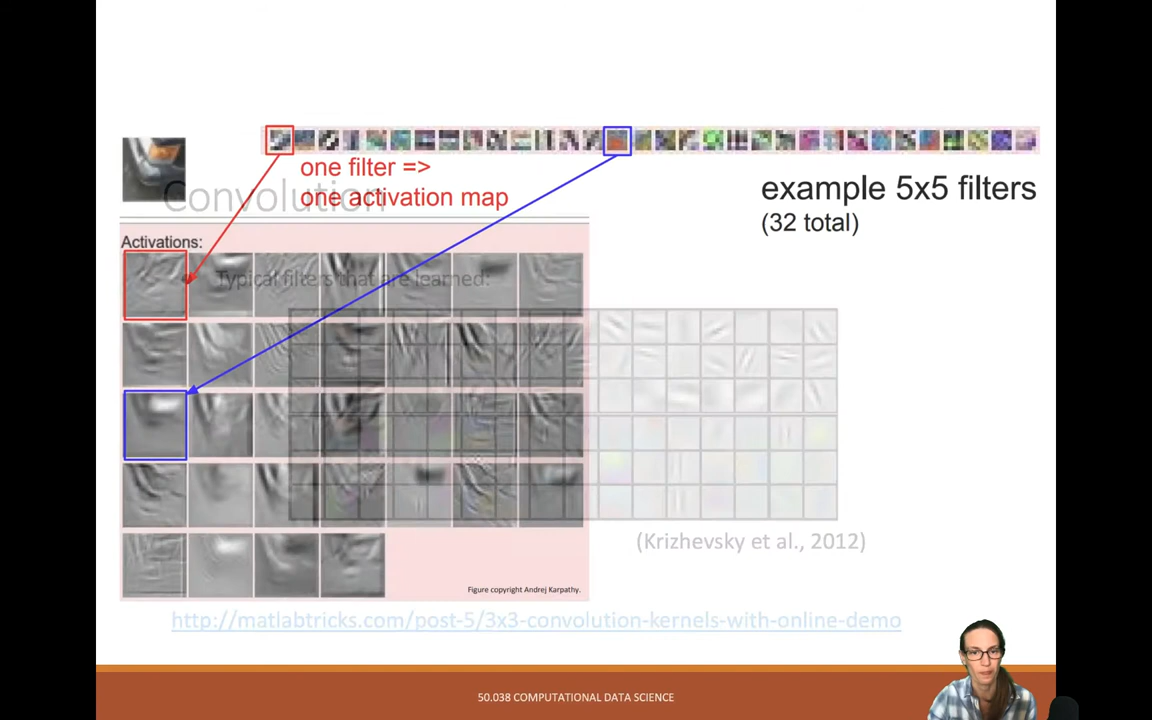 one filter =>
one activation map
Convolution
example 5x5 filters
(32 total)
Activations:
Typical filters that are learned:
(Krizhevsky et al., 2012)
Figure copyright Andrej Karpathy.
http://matlabtricks.com/post-5/3x3-convolution-kernels-with-online-demo
50.038 COMPUTATIONAL DATA SCIENCE